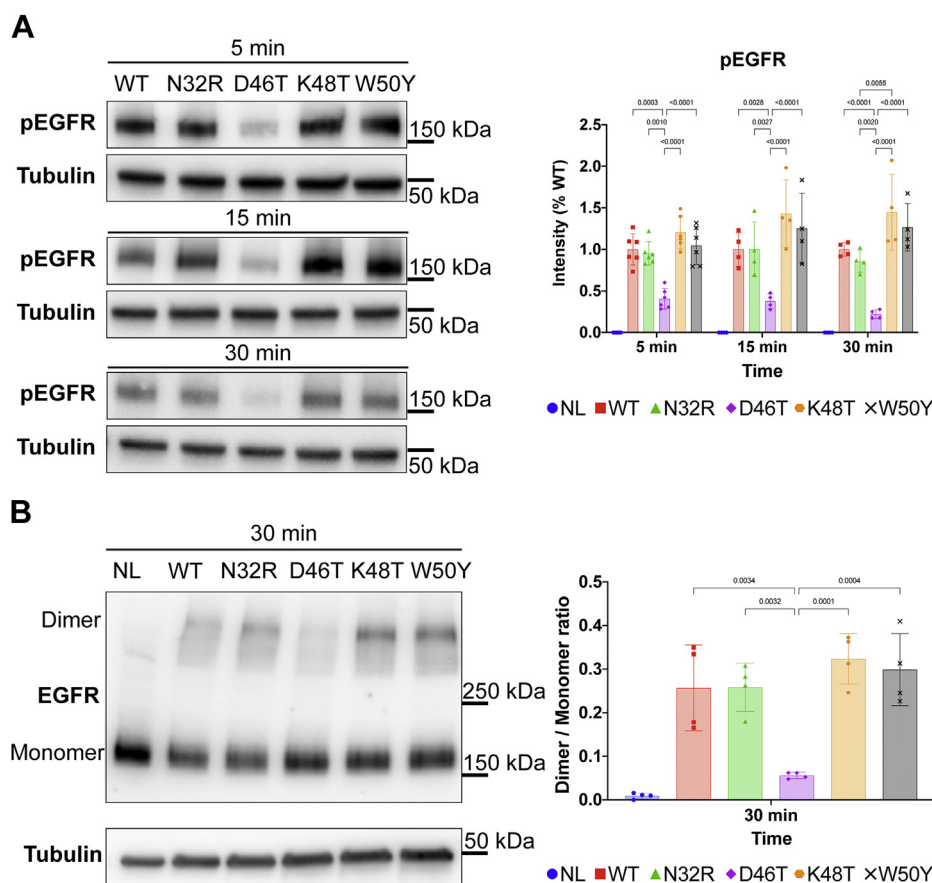 A
5 min
WT N32R D46T K48T W50Y
pEGFR
150 kDa
Tubulin
50 kDa
15 min
pEGFR
150 kDa
Tubulin
50 kDa
30 min
pEGFR
150 kDa
Tubulin
50 kDa
pEGFR
0.0055
0.0003 <0.0001 0.0028 <0.0001 <0.0001 <0.0001
0.0010 0.0027 0.0020
<0.0001 <0.0001 <0.0001
Intensity (% WT)
2.5
2.0
1.5
1.0
0.5
0.0
5 min 15 min 30 min
Time
NL WT N32R D46T K48T W50Y
B
30 min
NL WT N32R D46T K48T W50Y
Dimer
EGFR
250 kDa
Monomer
150 kDa
Tubulin
50 kDa
0.0034 0.0004
0.0032 0.0001
Dimer / Monomer ratio
0.5
0.4
0.3
0.2
0.1
0.0
30 min
Time
NL WT N32R D46T K48T W50Y